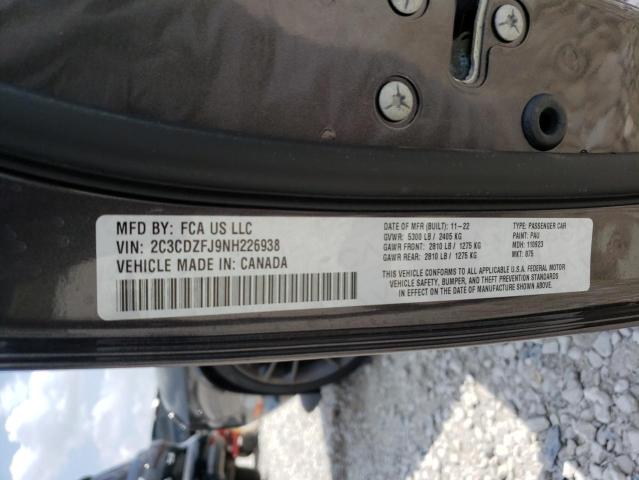 MFD BY: FCA US LLC
VIN: 2C3CDZFJ9NH226938
VEHICLE MADE IN: CANADA
DATE OF MFR (BUILT): 11-22
GVWR: 5300 LB / 2405 KG
GAWR FRONT: 2810 LB / 1275 KG
GAWR REAR: 2810 LB / 1275 KG
TYPE: PASSENGER CAR
PAINT: PAU
MDH: 110923
MKT: 875
THIS VEHICLE CONFORMS TO ALL APPLICABLE U.S.A. FEDERAL MOTOR
VEHICLE SAFETY, BUMPER, AND THEFT PREVENTION STANDARDS
IN EFFECT ON THE DATE OF MANUFACTURE SHOWN ABOVE.